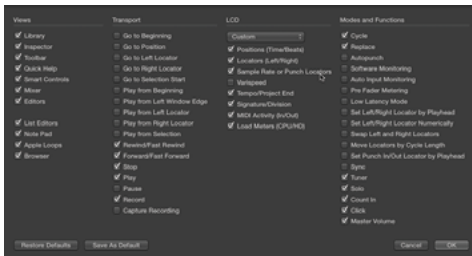 Views
Library
Inspector
Toolbar
Quick Help
Smart Controls
Mixer
Editors
List Editors
Note Pad
Apple Loops
Browser
Transport
Go to Beginning
Go to Position
Go to Left Locator
Go to Right Locator
Go to Selection Start
Play from Beginning
Play from Left Window Edge
Play from Left Locator
Play from Right Locator
Play from Selection
Rewind/Fast Rewind
Forward/Fast Forward
Stop
Play
Pause
Record
Capture Recording
LCD
Custom
Positions (Time/Beats)
Locators (Left/Right)
Sample Rate or Punch Locators
Varispeed
Tempo/Project End
Signature/Division
MIDI Activity (In/Out)
Load Meters (CPU/HD)
Modes and Functions
Cycle
Replace
Autopunch
Software Monitoring
Auto Input Monitoring
Pre Fader Metering
Low Latency Mode
Set Left/Right Locator by Playhead
Set Left/Right Locator Numerically
Swap Left and Right Locators
Move Locators by Cycle Length
Set Punch In/Out Locator by Playhead
Sync
Tuner
Solo
Count In
Click
Master Volume
Restore Defaults
Save As Default
Cancel
OK